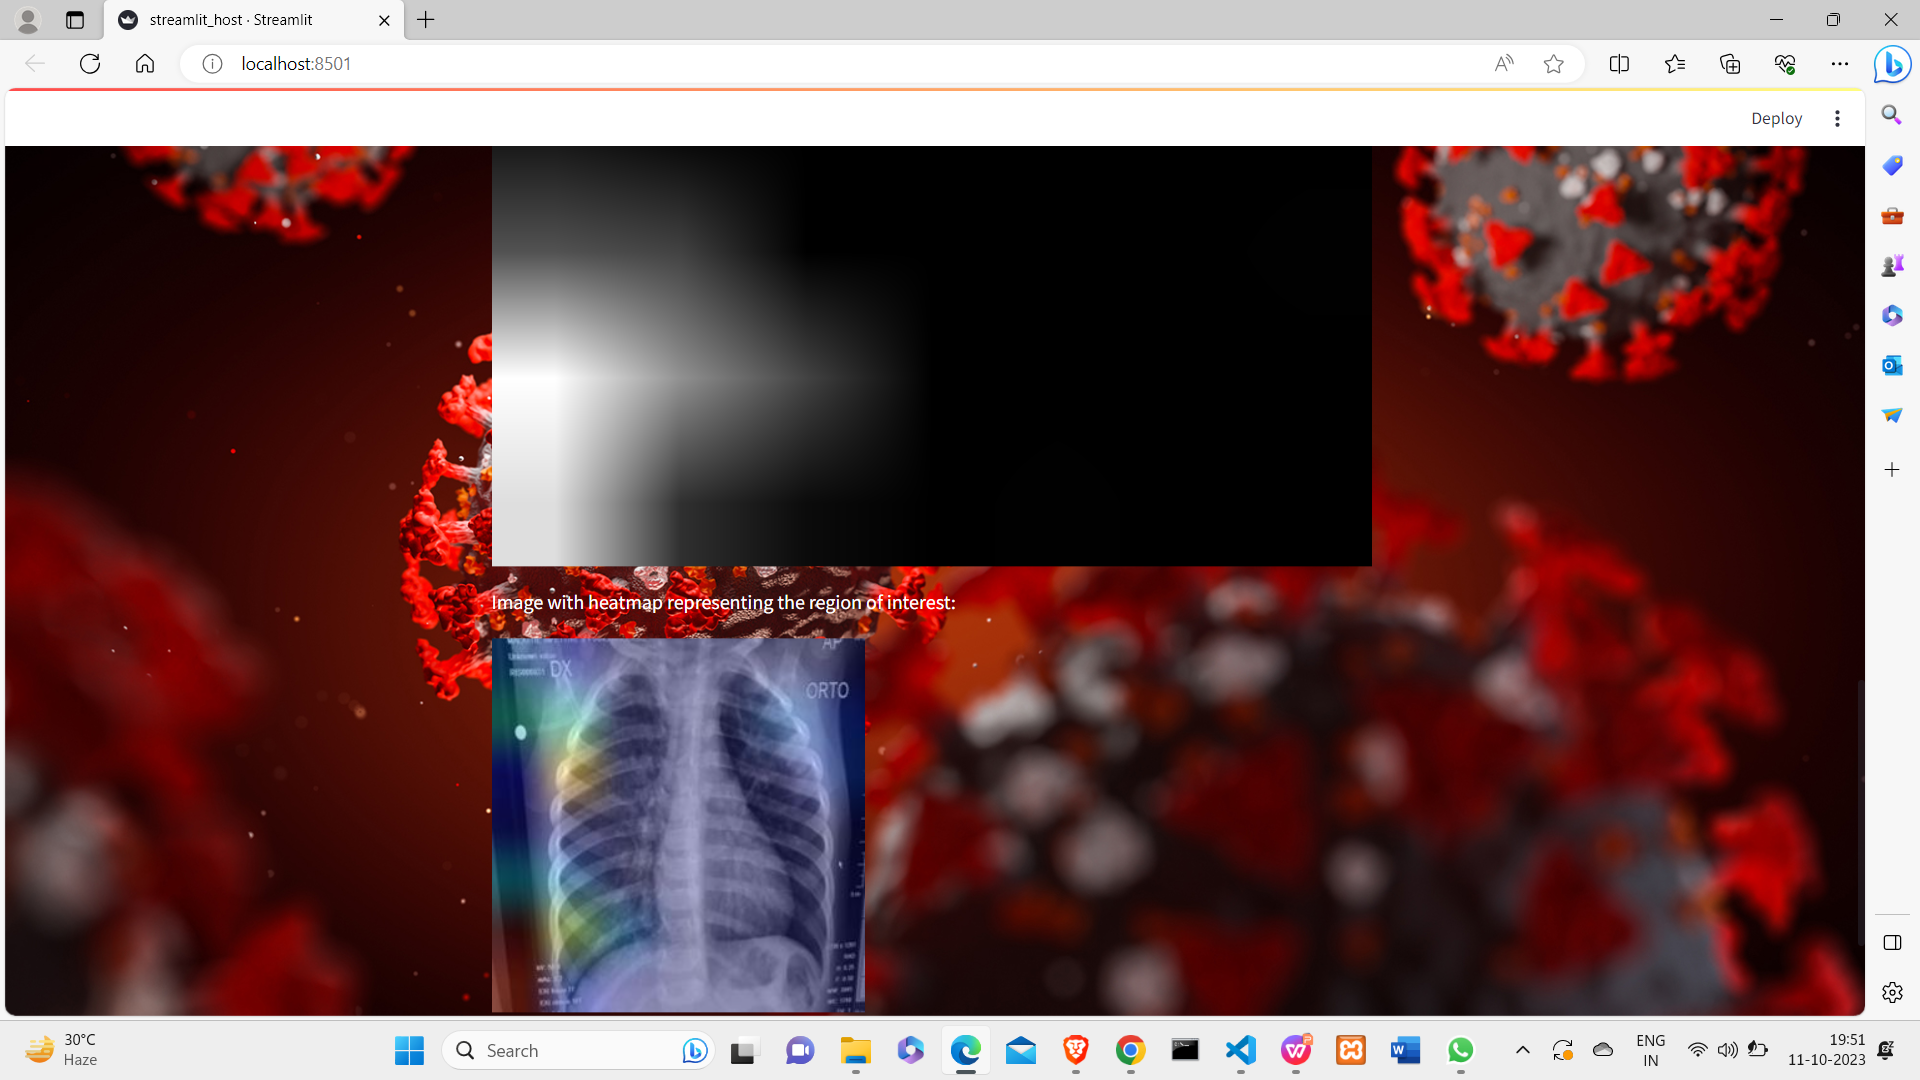 streamlit_host · Streamlit
localhost:8501
Deploy
Image with heatmap representing the region of interest:
DX
AP
ORTO
30°C
Haze
Search
ENG
IN
19:51
11-10-2023